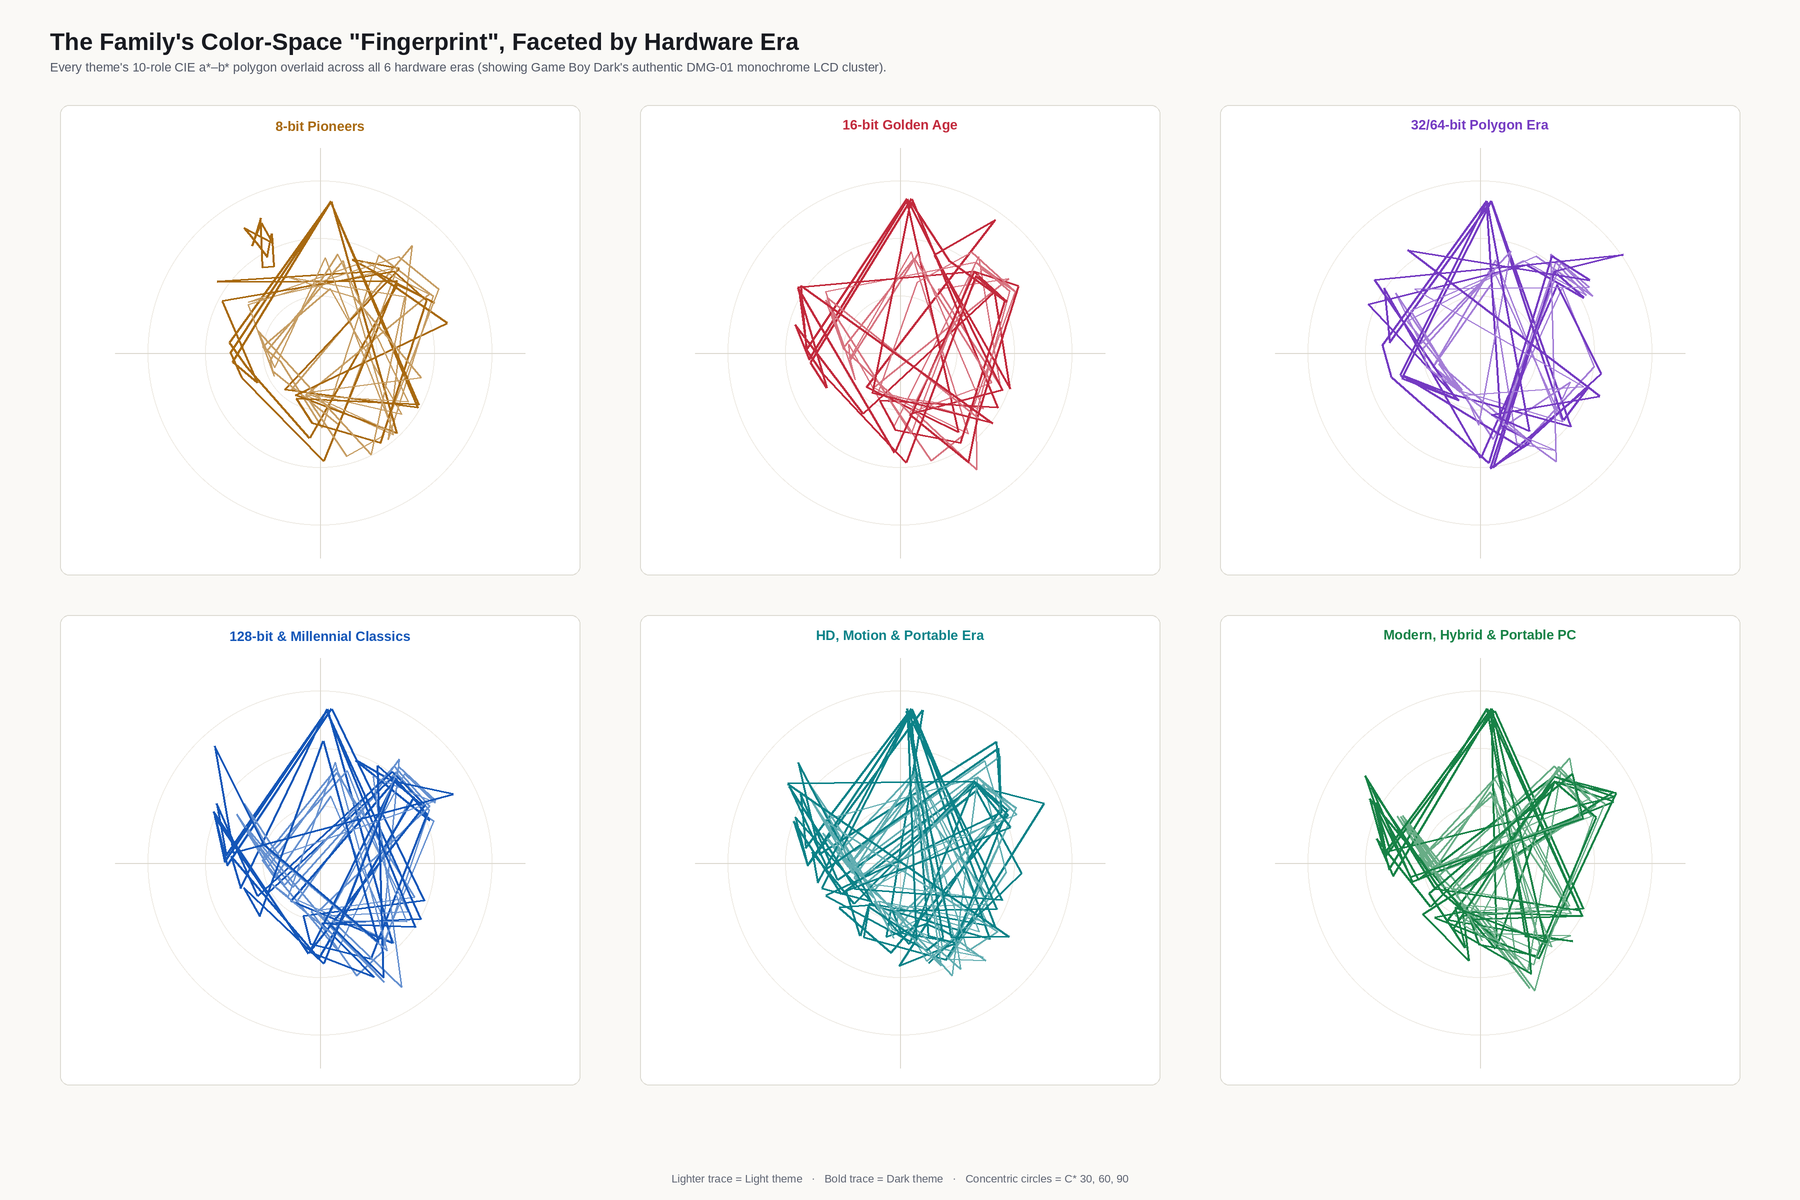 The Family's Color-Space "Fingerprint", Faceted by Hardware Era
Every theme's 10-role CIE a*–b* polygon overlaid across all 6 hardware eras (showing Game Boy Dark's authentic DMG-01 monochrome LCD cluster).
8-bit Pioneers
16-bit Golden Age
32/64-bit Polygon Era
128-bit & Millennial Classics
HD, Motion & Portable Era
Modern, Hybrid & Portable PC
Lighter trace = Light theme · Bold trace = Dark theme · Concentric circles = C* 30, 60, 90